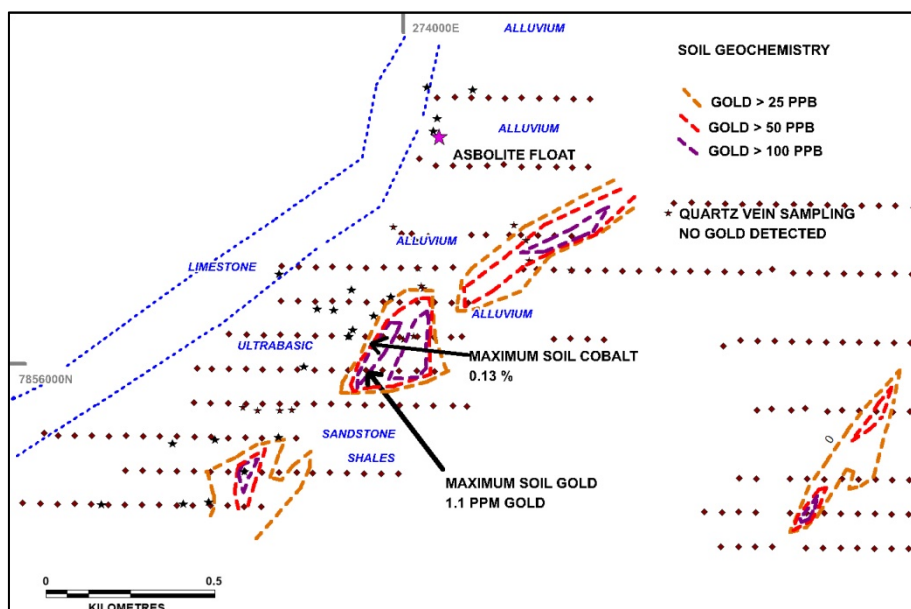 274000E
ALLUVIUM
SOIL GEOCHEMISTRY
GOLD > 25 PPB
GOLD > 50 PPB
GOLD > 100 PPB
ALLUVIUM
ASBOLITE FLOAT
QUARTZ VEIN SAMPLING
NO GOLD DETECTED
ALLUVIUM
LIMESTONE
ALLUVIUM
ULTRABASIC
MAXIMUM SOIL COBALT
0.13 %
7856000N
SANDSTONE
SHALES
MAXIMUM SOIL GOLD
1.1 PPM GOLD
0
0 0.5
KILOMETRES